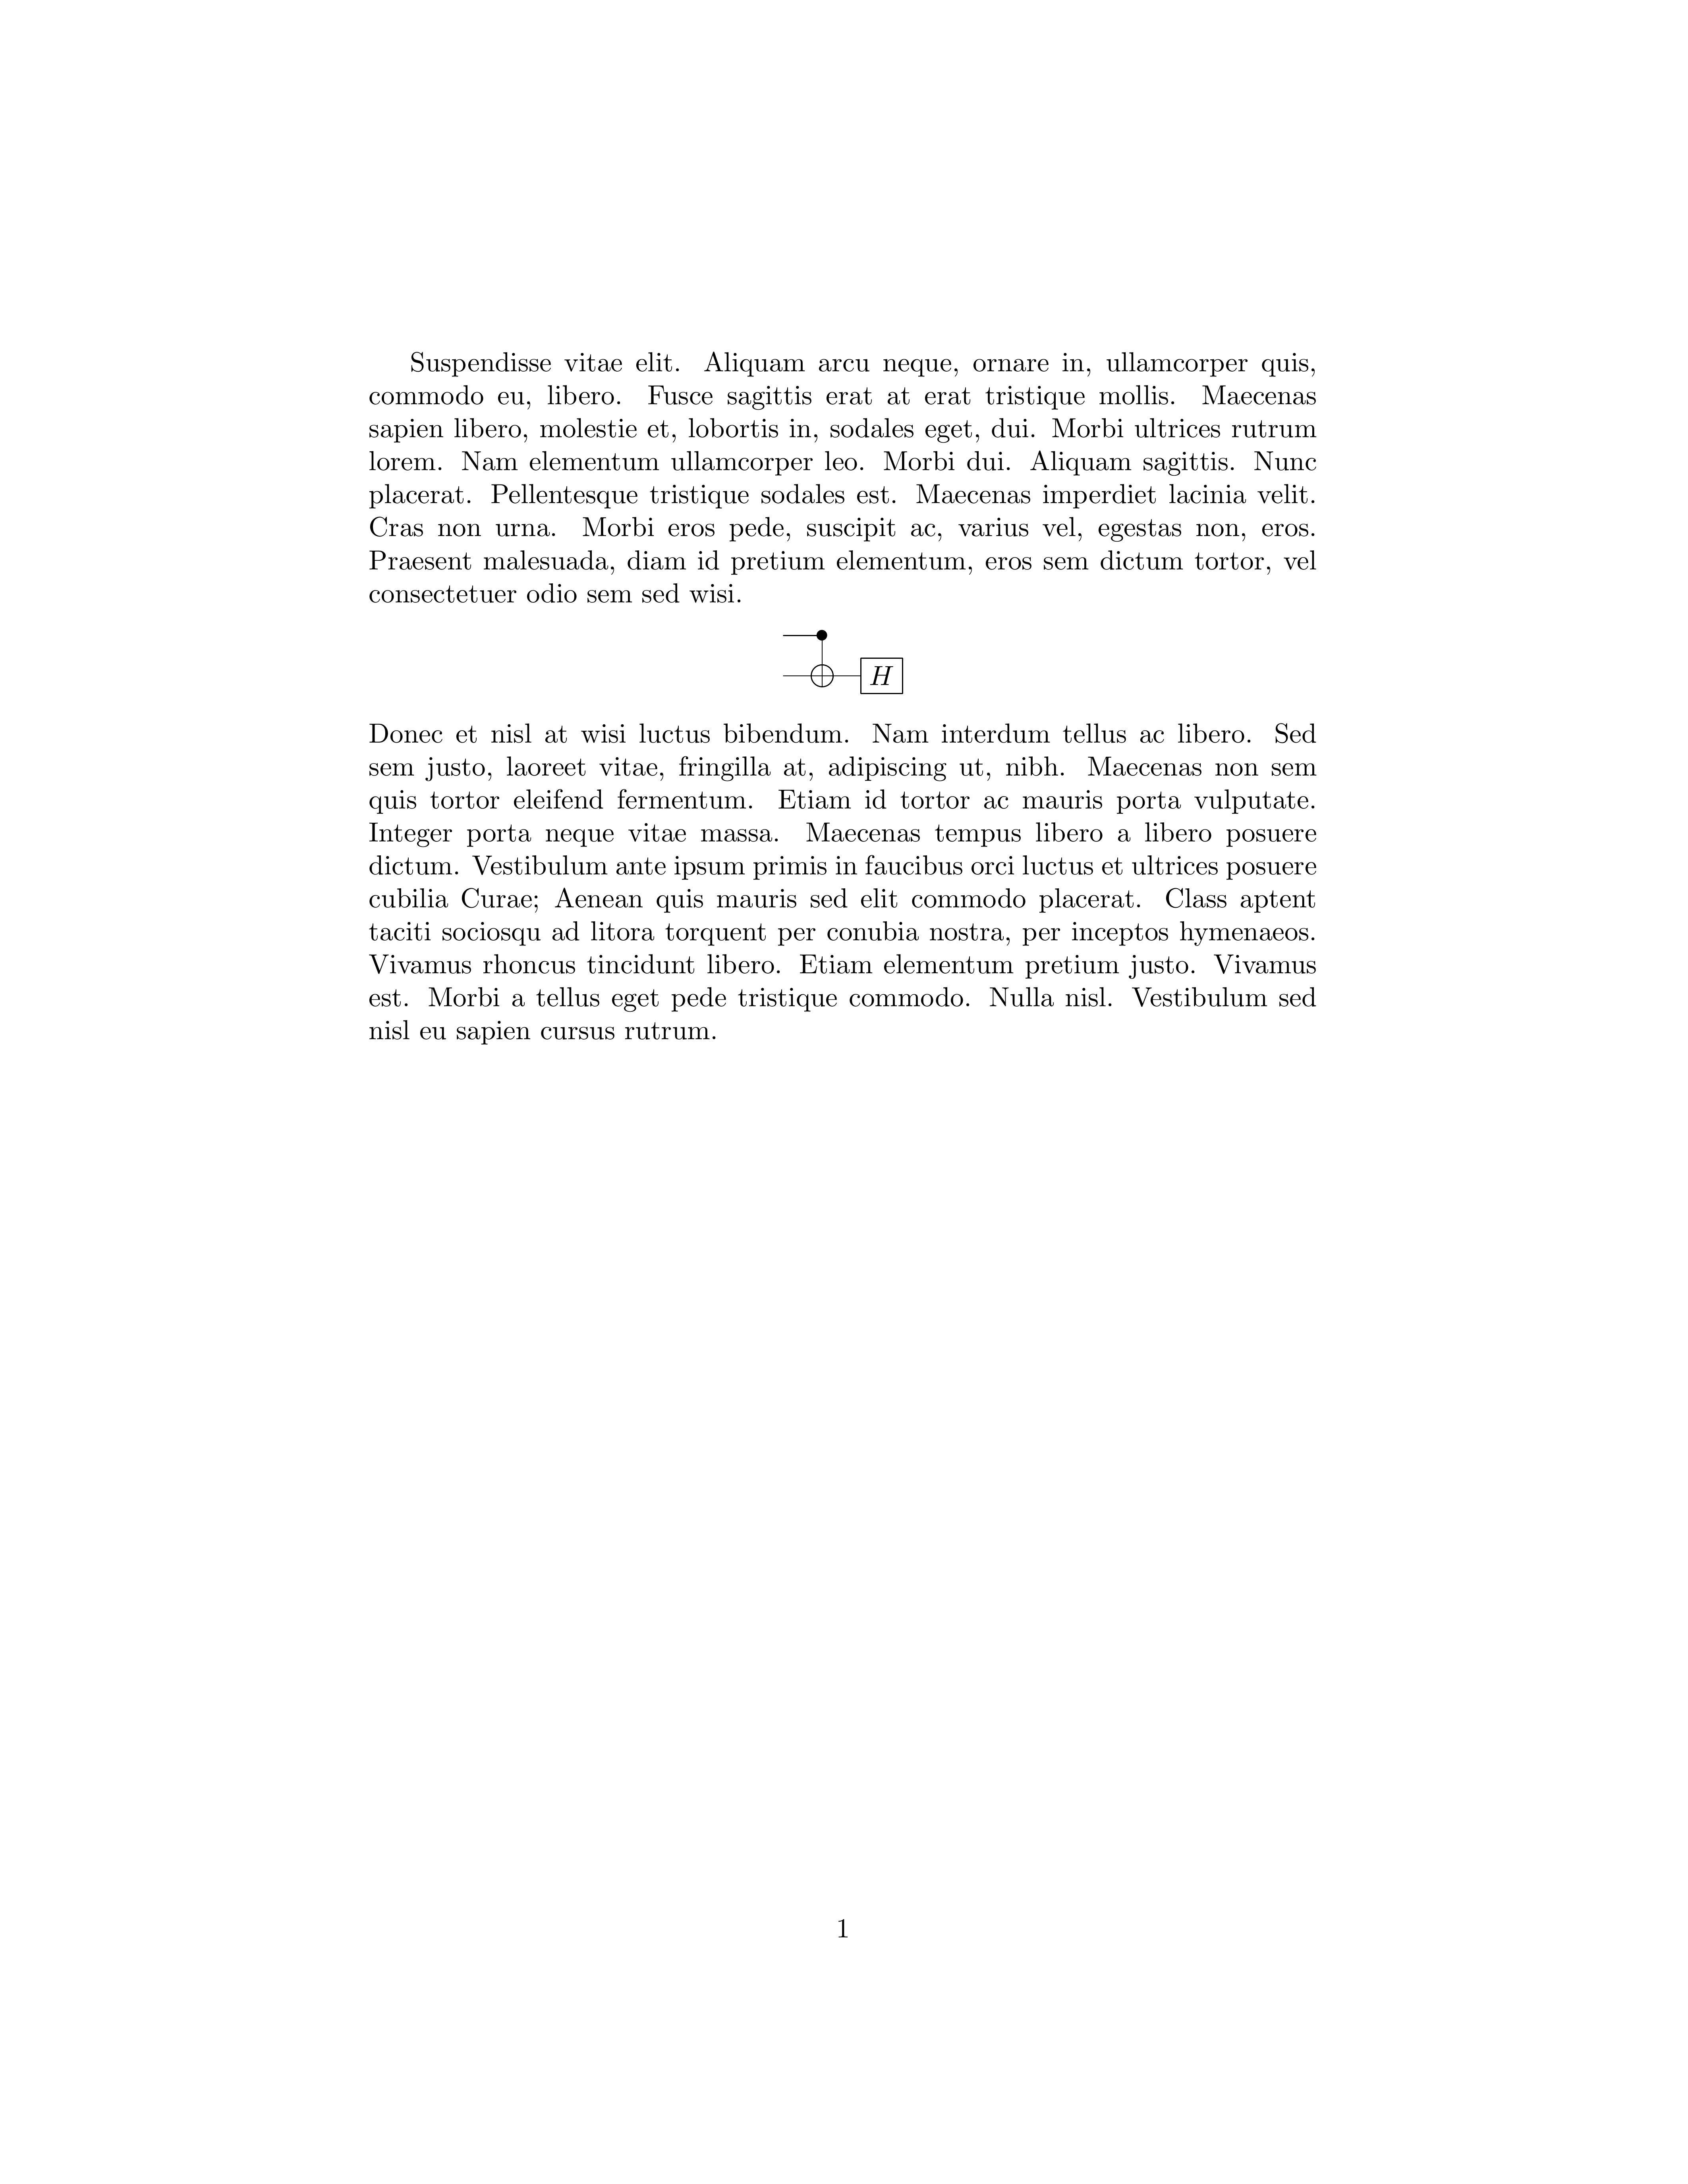 Suspendisse vitae elit. Aliquam arcu neque, ornare in, ullamcorper quis,
commodo eu, libero. Fusce sagittis erat at erat tristique mollis. Maecenas
sapien libero, molestie et, lobortis in, sodales eget, dui. Morbi ultrices rutrum
lorem. Nam elementum ullamcorper leo. Morbi dui. Aliquam sagittis. Nunc
placerat. Pellentesque tristique sodales est. Maecenas imperdiet lacinia velit.
Cras non urna. Morbi eros pede, suscipit ac, varius vel, egestas non, eros.
Praesent malesuada, diam id pretium elementum, eros sem dictum tortor, vel
consectetuer odio sem sed wisi.
H
Donec et nisl at wisi luctus bibendum. Nam interdum tellus ac libero. Sed
sem justo, laoreet vitae, fringilla at, adipiscing ut, nibh. Maecenas non sem
quis tortor eleifend fermentum. Etiam id tortor ac mauris porta vulputate.
Integer porta neque vitae massa. Maecenas tempus libero a libero posuere
dictum. Vestibulum ante ipsum primis in faucibus orci luctus et ultrices posuere
cubilia Curae; Aenean quis mauris sed elit commodo placerat. Class aptent
taciti sociosqu ad litora torquent per conubia nostra, per inceptos hymenaeos.
Vivamus rhoncus tincidunt libero. Etiam elementum pretium justo. Vivamus
est. Morbi a tellus eget pede tristique commodo. Nulla nisl. Vestibulum sed
nisl eu sapien cursus rutrum.
1